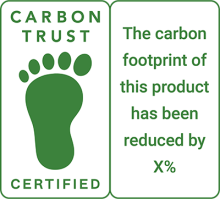 CARBON
TRUST
CERTIFIED
The carbon
footprint of
this product
has been
reduced by
X%